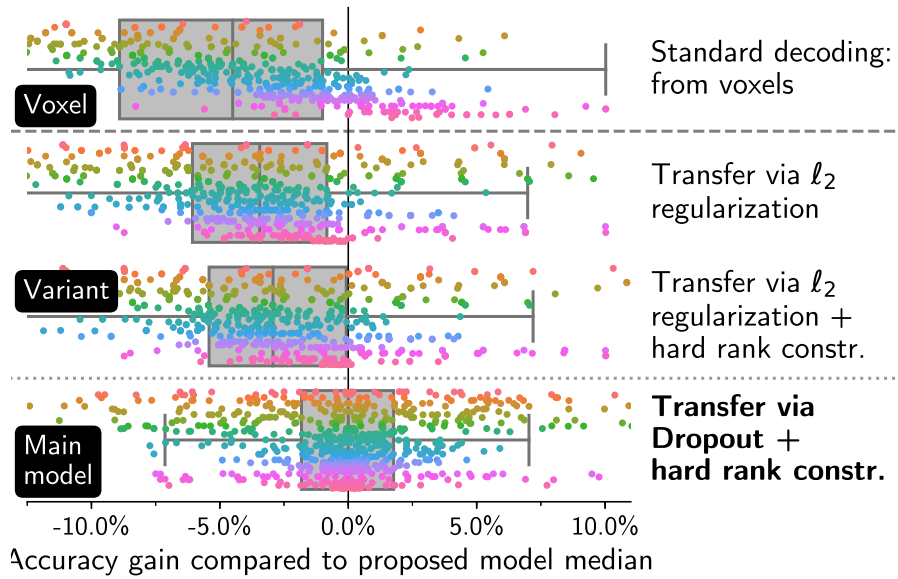 Standard decoding:
from voxels
Voxel
Transfer via ℓ2
regularization
Variant
Transfer via ℓ2
regularization +
hard rank constr.
Main
model
Transfer via
Dropout +
hard rank constr.
-10.0% -5.0% 0.0% 5.0% 10.0%
Accuracy gain compared to proposed model median